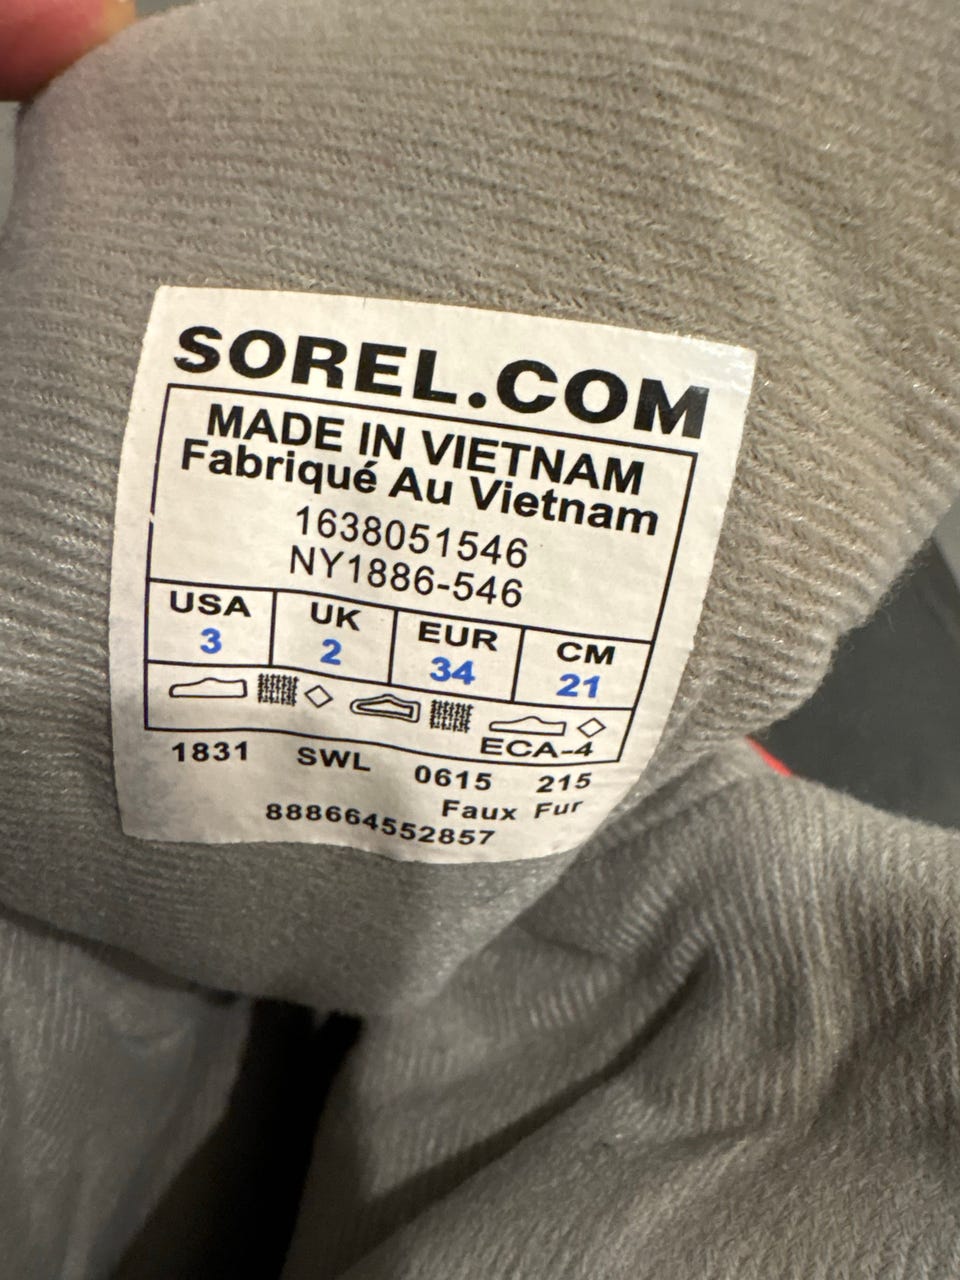 SOREL.COM
MADE IN VIETNAM
Fabriqué Au Vietnam
1638051546
NY1886-546
USA UK EUR CM
3 2 34 21
ECA-4
1831 SWL 0615 215
Faux Fur
888664552857